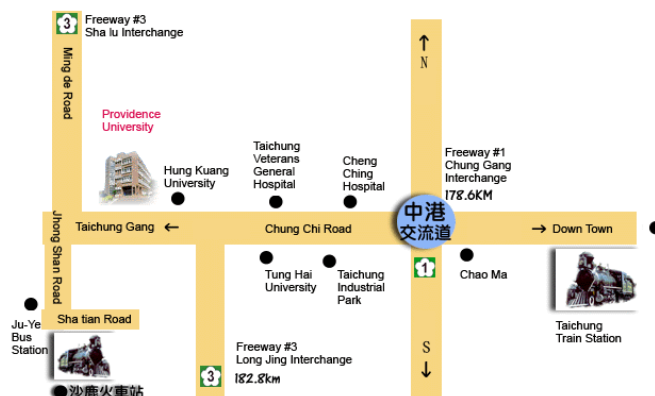 3
Freeway #3
Sha lu Interchange
Ming de Road
N
Providence
University
Hung Kuang
University
Taichung
Veterans
General
Hospital
Cheng
Ching
Hospital
Freeway #1
Chung Gang
Interchange
178.6KM
中港
交流道
Taichung Gang
Chung Chi Road
Down Town
Jhong Shan Road
Tung Hai
University
Taichung
Industrial
Park
1
Chao Ma
Sha tian Road
Ju-Ye
Bus
Station
Taichung
Train Station
Freeway #3
Long Jing Interchange
182.8km
3
S
沙鹿火車站